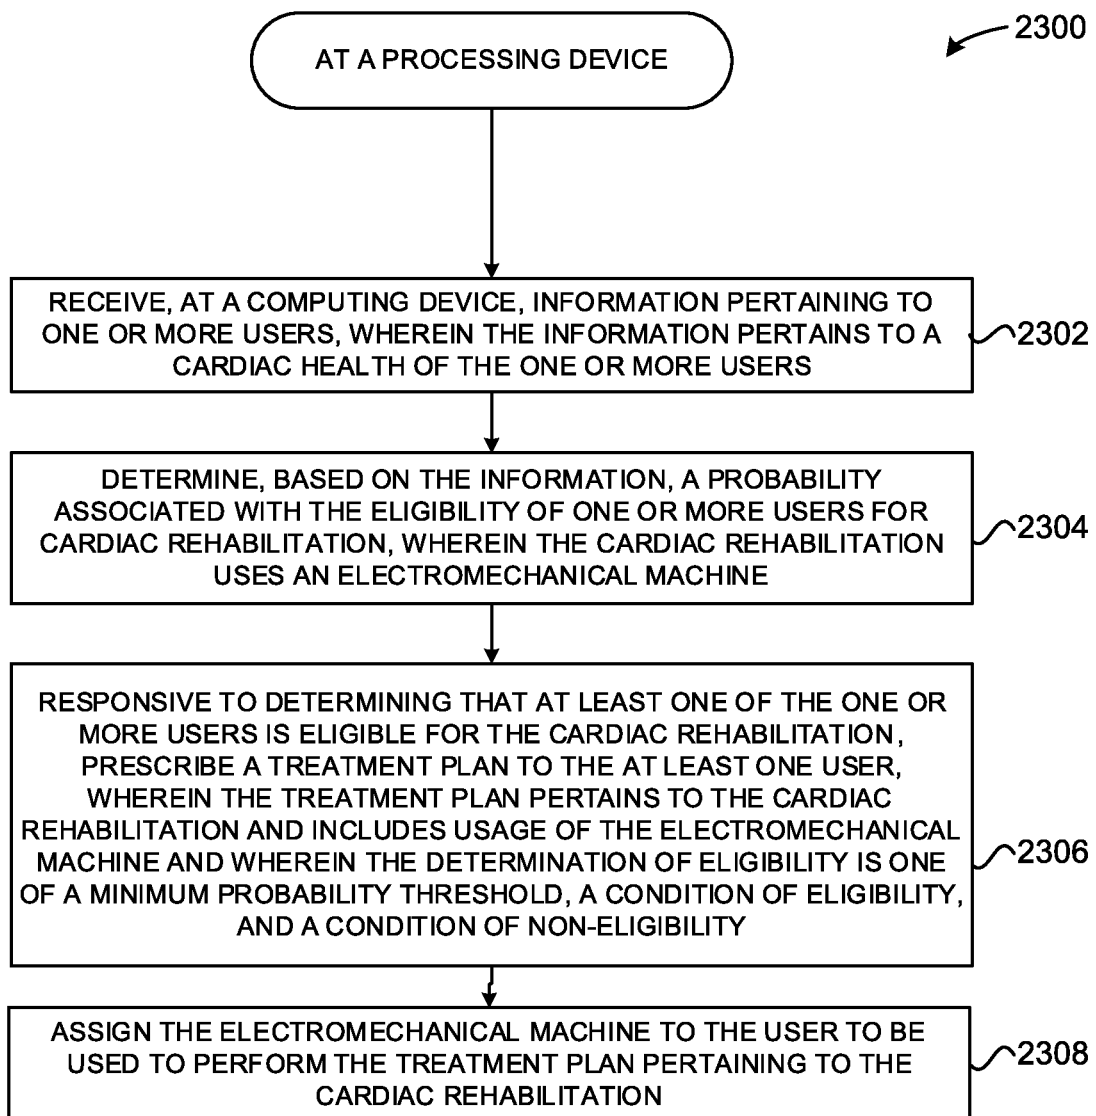 2300
AT A PROCESSING DEVICE
RECEIVE, AT A COMPUTING DEVICE, INFORMATION PERTAINING TO
ONE OR MORE USERS, WHEREIN THE INFORMATION PERTAINS TO A
CARDIAC HEALTH OF THE ONE OR MORE USERS
2302
DETERMINE, BASED ON THE INFORMATION, A PROBABILITY
ASSOCIATED WITH THE ELIGIBILITY OF ONE OR MORE USERS FOR
CARDIAC REHABILITATION, WHEREIN THE CARDIAC REHABILITATION
USES AN ELECTROMECHANICAL MACHINE
2304
RESPONSIVE TO DETERMINING THAT AT LEAST ONE OF THE ONE OR
MORE USERS IS ELIGIBLE FOR THE CARDIAC REHABILITATION,
PRESCRIBE A TREATMENT PLAN TO THE AT LEAST ONE USER,
WHEREIN THE TREATMENT PLAN PERTAINS TO THE CARDIAC
REHABILITATION AND INCLUDES USAGE OF THE ELECTROMECHANICAL
MACHINE AND WHEREIN THE DETERMINATION OF ELIGIBILITY IS ONE
OF A MINIMUM PROBABILITY THRESHOLD, A CONDITION OF ELIGIBILITY,
AND A CONDITION OF NON-ELIGIBILITY
2306
ASSIGN THE ELECTROMECHANICAL MACHINE TO THE USER TO BE
USED TO PERFORM THE TREATMENT PLAN PERTAINING TO THE
CARDIAC REHABILITATION
2308